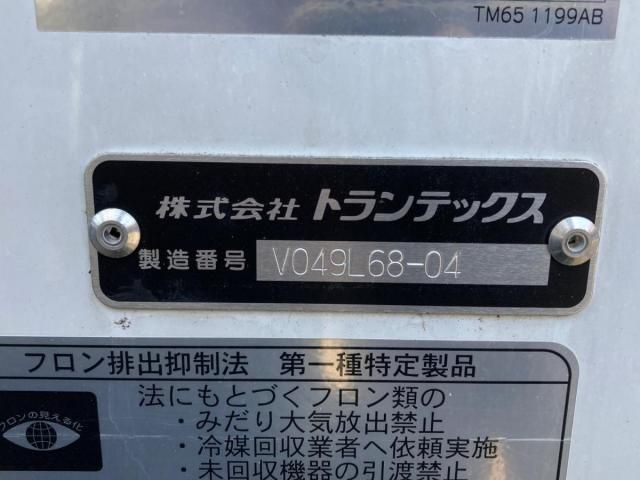 TM65 1199AB
株式会社 トランテックス
製造番号 V049L68-04
フロン排出抑制法 第一種特定製品
フロンの見える化
法にもとづくフロン類の
・みだり大気放出禁止
・冷媒回収業者へ依頼実施
・未回収機器の引渡禁止